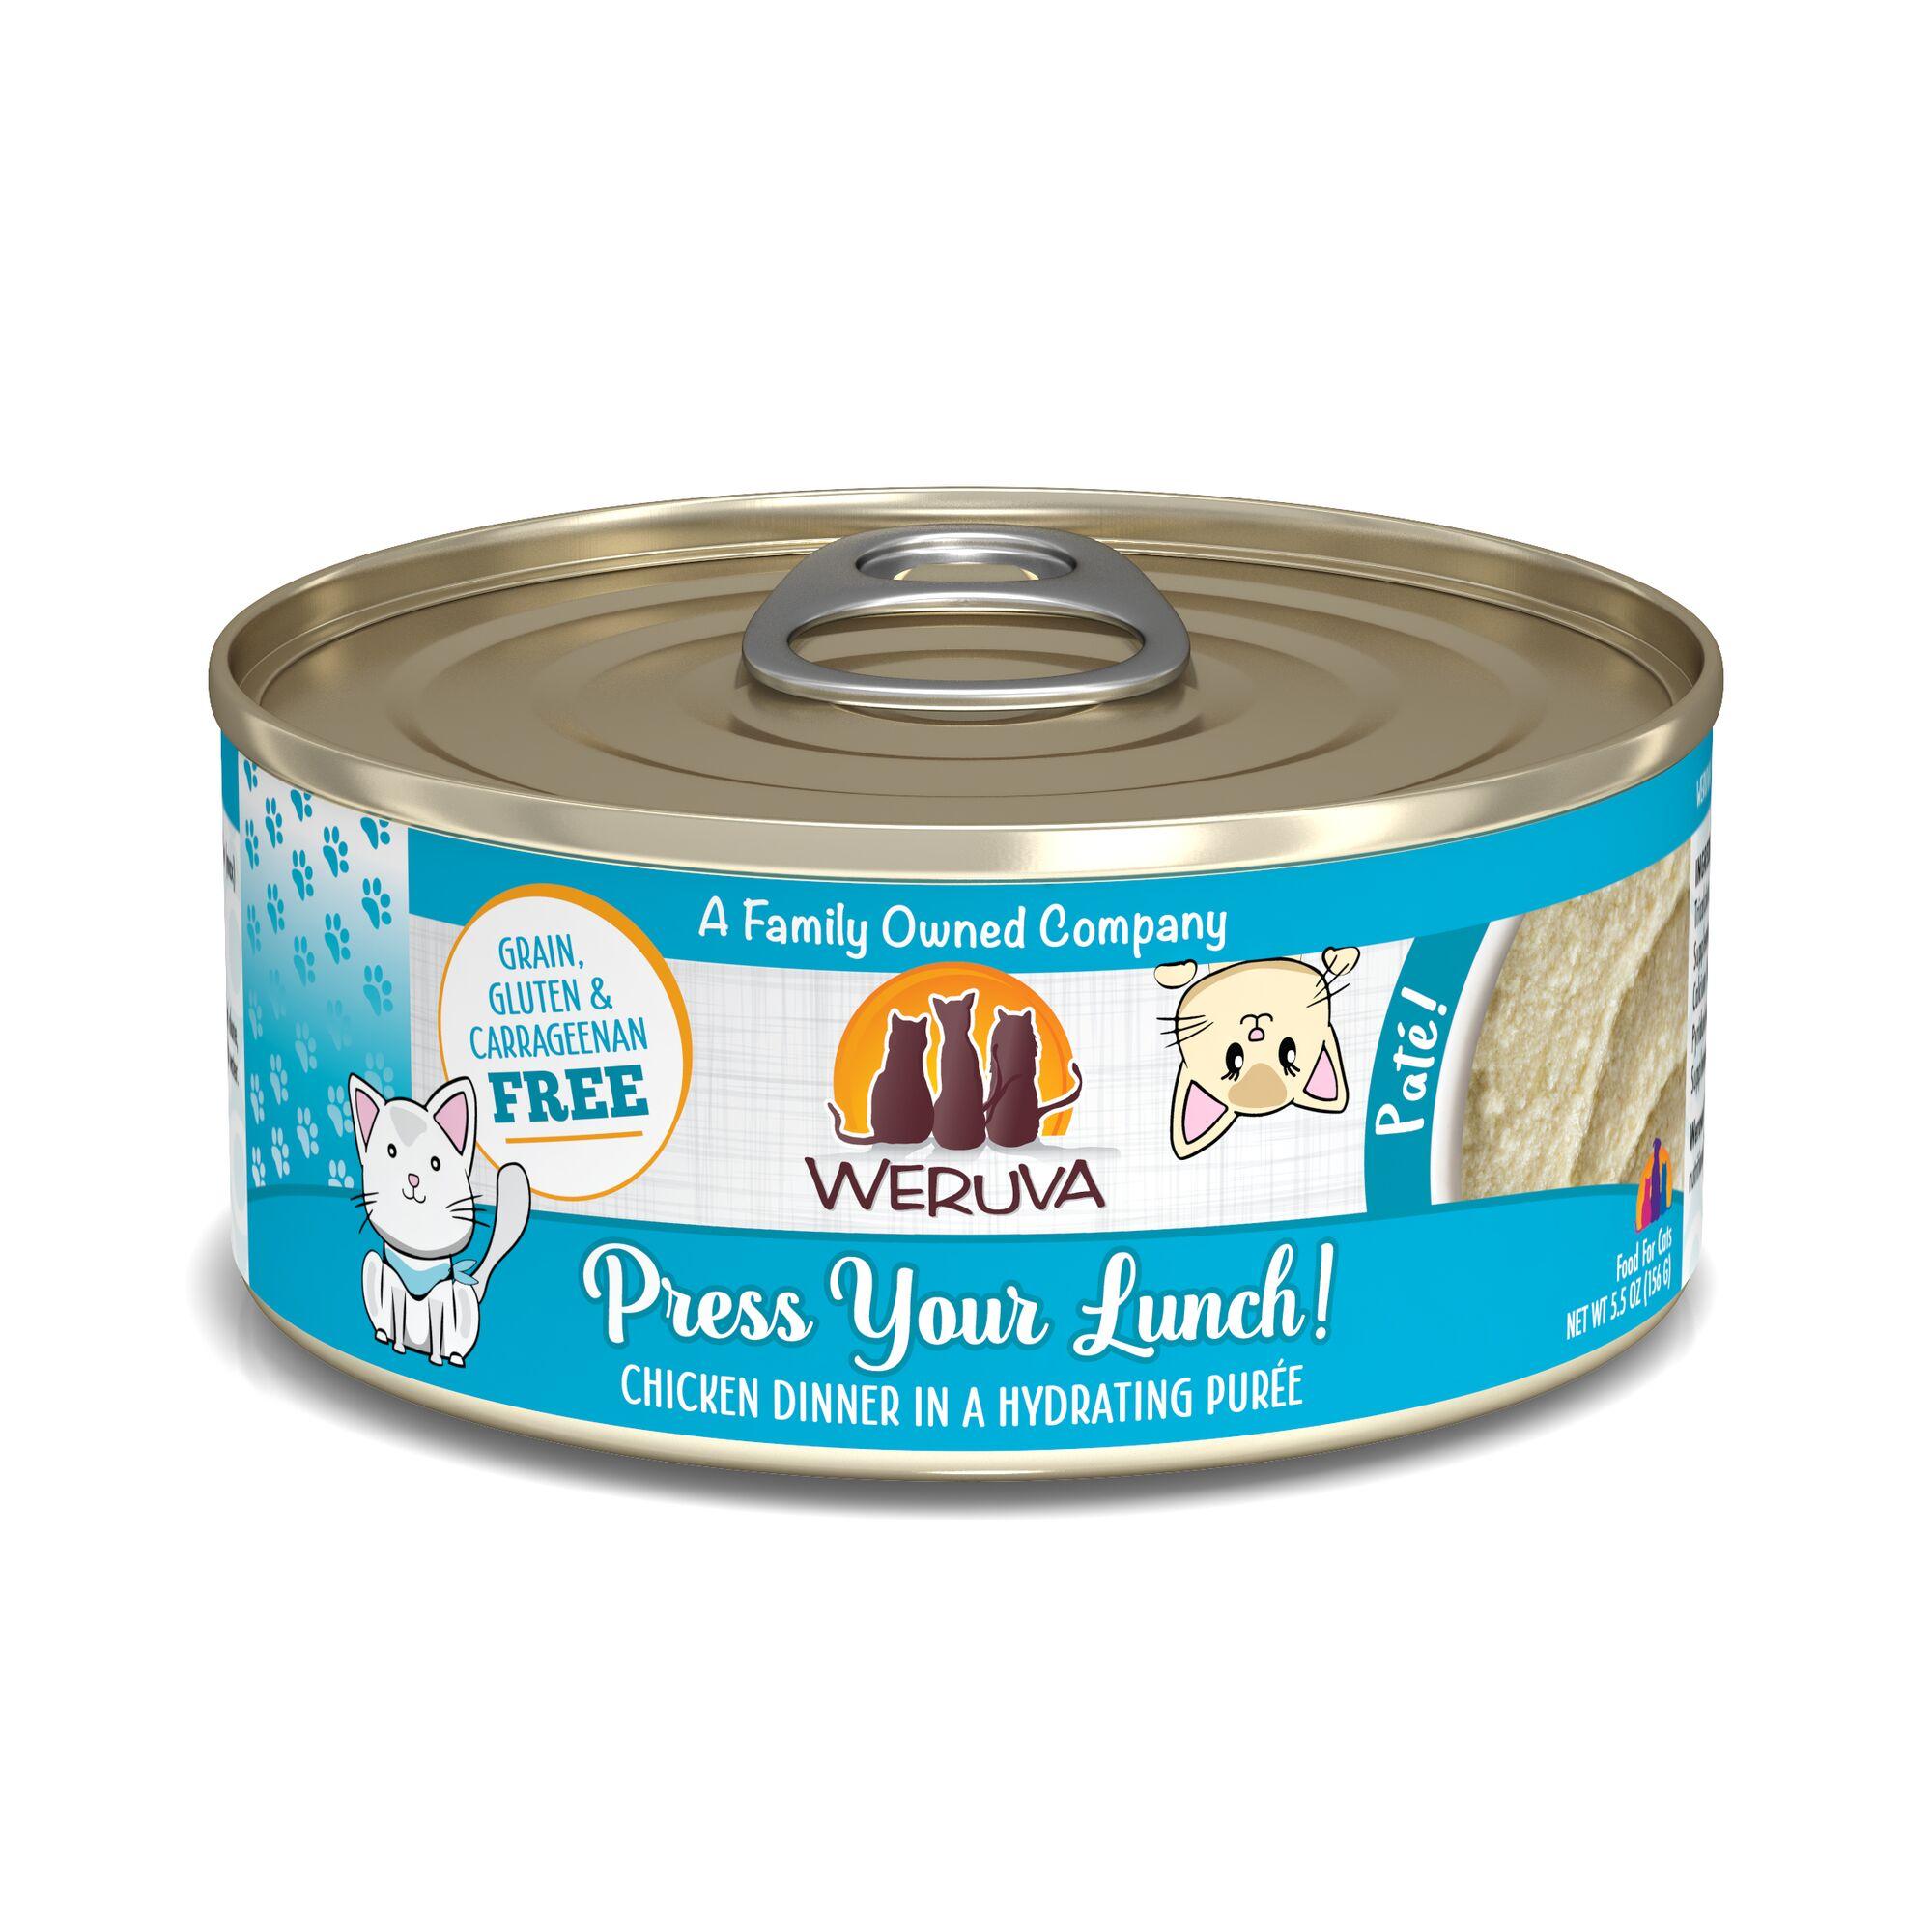 A Family Owned Company
GRAIN,
GLUTEN &
CARRAGEENAN
FREE
WERUVA
Paté!
Press Your Lunch!
CHICKEN DINNER IN A HYDRATING PURÉE
Food For Cats
NET WT 5.5 OZ (156 G)